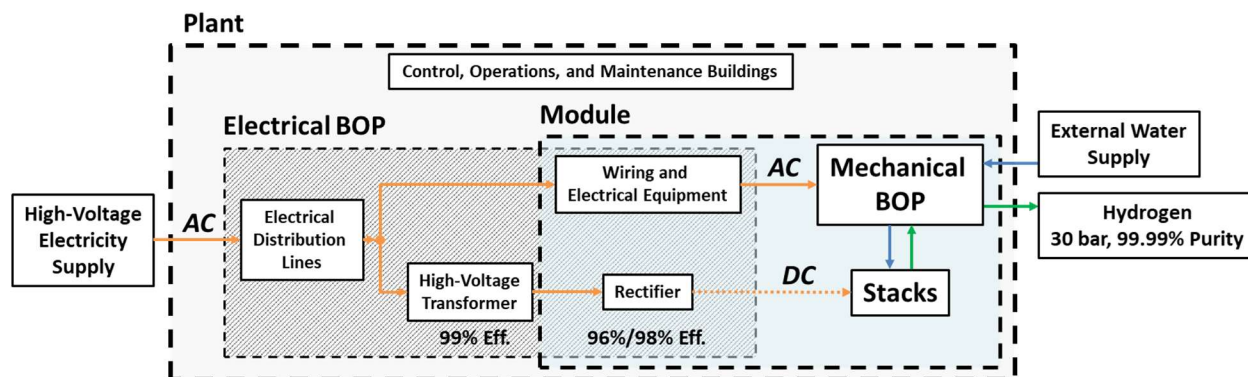 Plant
Control, Operations, and Maintenance Buildings
Electrical BOP
Module
High-Voltage
Electricity
Supply
AC
Electrical
Distribution
Lines
Wiring and
Electrical Equipment
AC
Mechanical
BOP
External Water
Supply
Hydrogen
30 bar, 99.99% Purity
High-Voltage
Transformer
99% Eff.
Rectifier
96%/98% Eff.
DC
Stacks